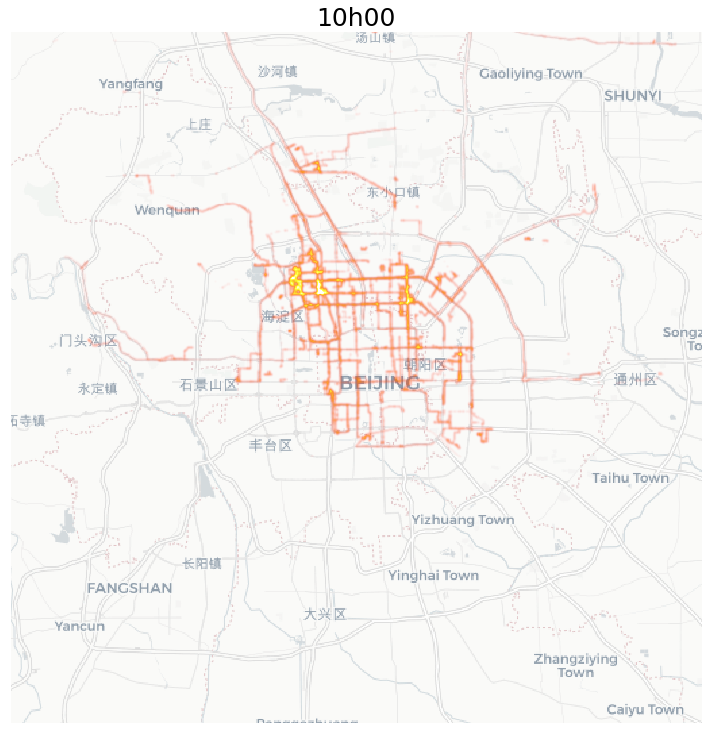 10h00
汤山镇
沙河镇
Gaoliying Town
Yangfang
SHUNYI
上庄
东小口镇
Wenquan
海淀区
门头沟区
Songz
To
朝阳区
通州区
石景山区
BEIJING
永定镇
石寺镇
丰台区
Taihu Town
Yizhuang Town
长阳镇
Yinghai Town
FANGSHAN
大兴区
Yancun
Zhangziying
Town
Caiyu Town